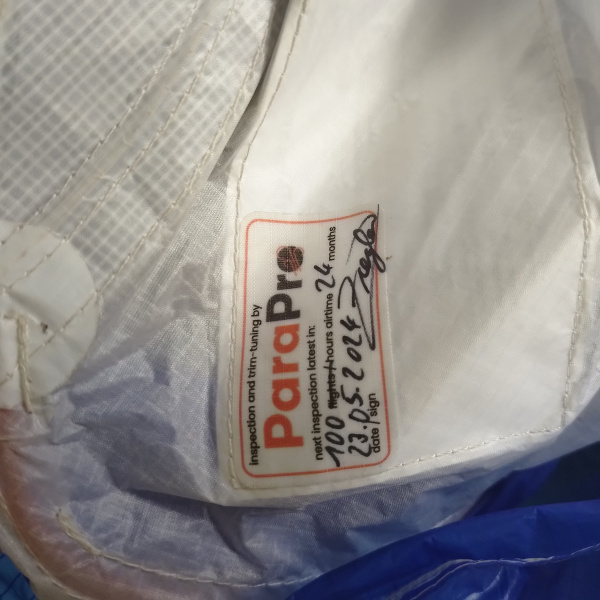 Inspection and trim-tuning by
ParaPro
next inspection latest in:
100 flights / hours airtime 24 months
23.05.2024
date sign